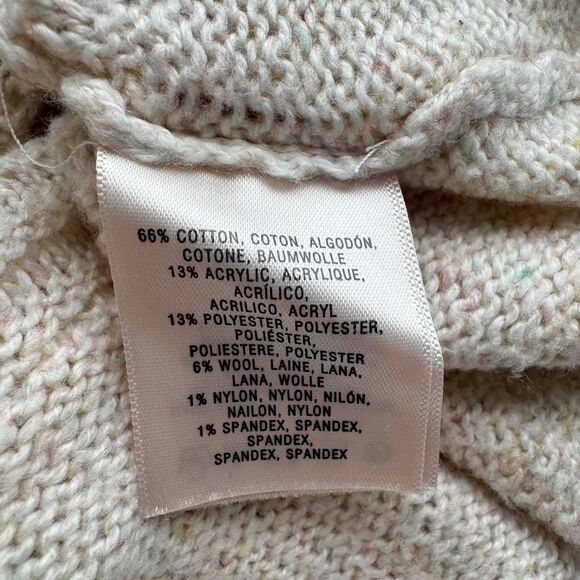 66% COTTON, COTON, ALGODÓN,
COTONE, BAUMWOLLE
13% ACRYLIC, ACRYLIQUE,
ACRÍLICO,
ACRILICO, ACRYL
13% POLYESTER, POLYESTER,
POLIÉSTER,
POLIESTERE, POLYESTER
6% WOOL, LAINE, LANA,
LANA, WOLLE
1% NYLON, NYLON, NILÓN,
NAILON, NYLON
1% SPANDEX, SPANDEX,
SPANDEX,
SPANDEX, SPANDEX